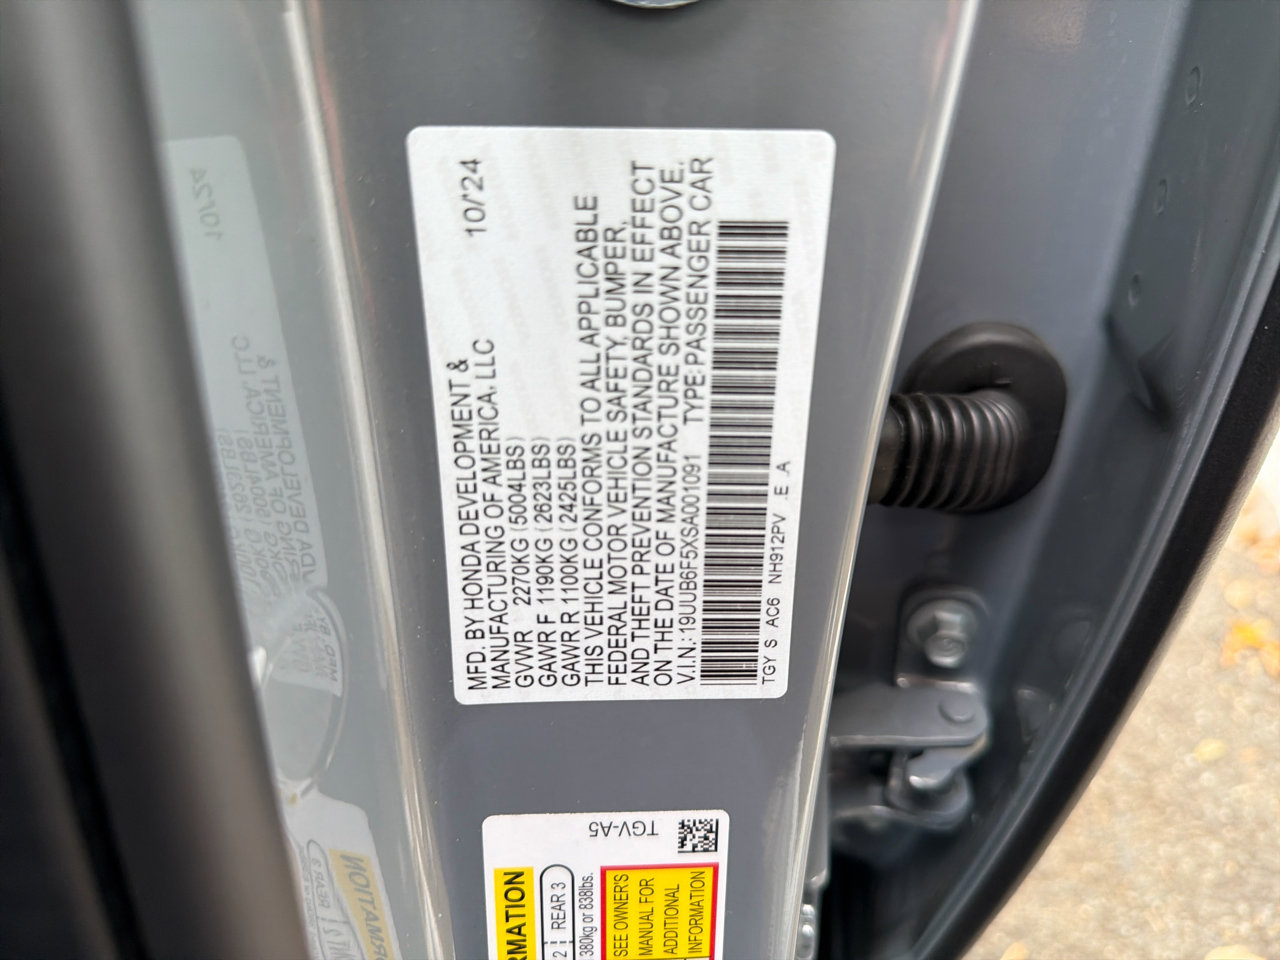 MFD. BY HONDA DEVELOPMENT &
MANUFACTURING OF AMERICA, LLC 10/'24
GVWR 2270KG (5004LBS)
GAWR F 1190KG (2623LBS)
GAWR R 1100KG (2425LBS)
THIS VEHICLE CONFORMS TO ALL APPLICABLE
FEDERAL MOTOR VEHICLE SAFETY, BUMPER,
AND THEFT PREVENTION STANDARDS IN EFFECT
ON THE DATE OF MANUFACTURE SHOWN ABOVE.
V.I.N.: 19UUB6F5XSA001091 TYPE: PASSENGER CAR
TGY S AC6 NH912PV .E .A
TGV-A5
RMATION
2 REAR 3
380kg or 838lbs.
SEE OWNER'S
MANUAL FOR
ADDITIONAL
INFORMATION